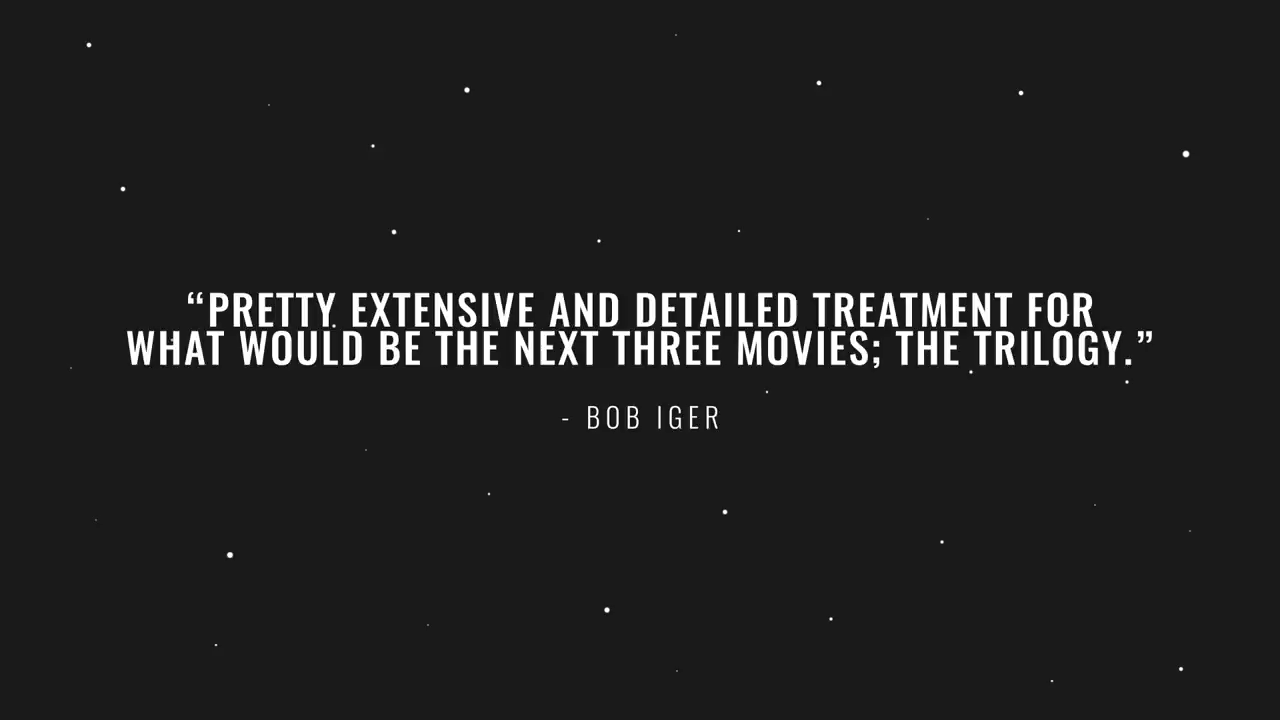 “PRETTY EXTENSIVE AND DETAILED TREATMENT FOR
WHAT WOULD BE THE NEXT THREE MOVIES; THE TRILOGY.”
- BOB IGER